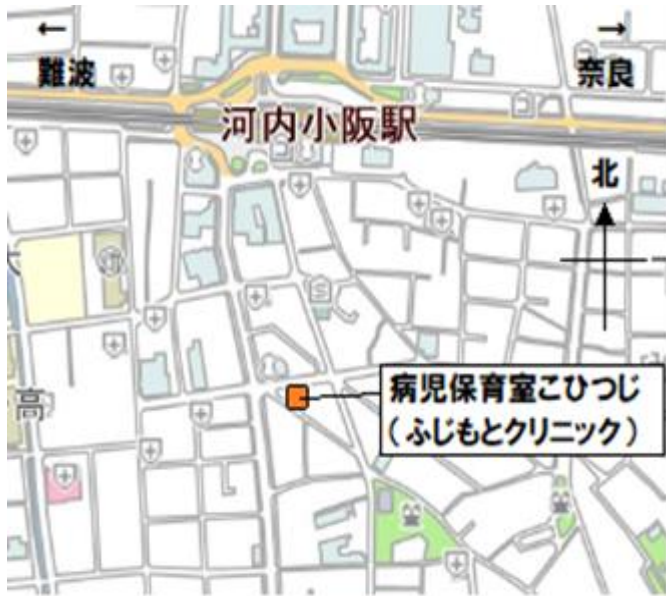 ←
難波
→
奈良
河内小阪駅
北
病児保育室こひつじ
(ふじもとクリニック)
高